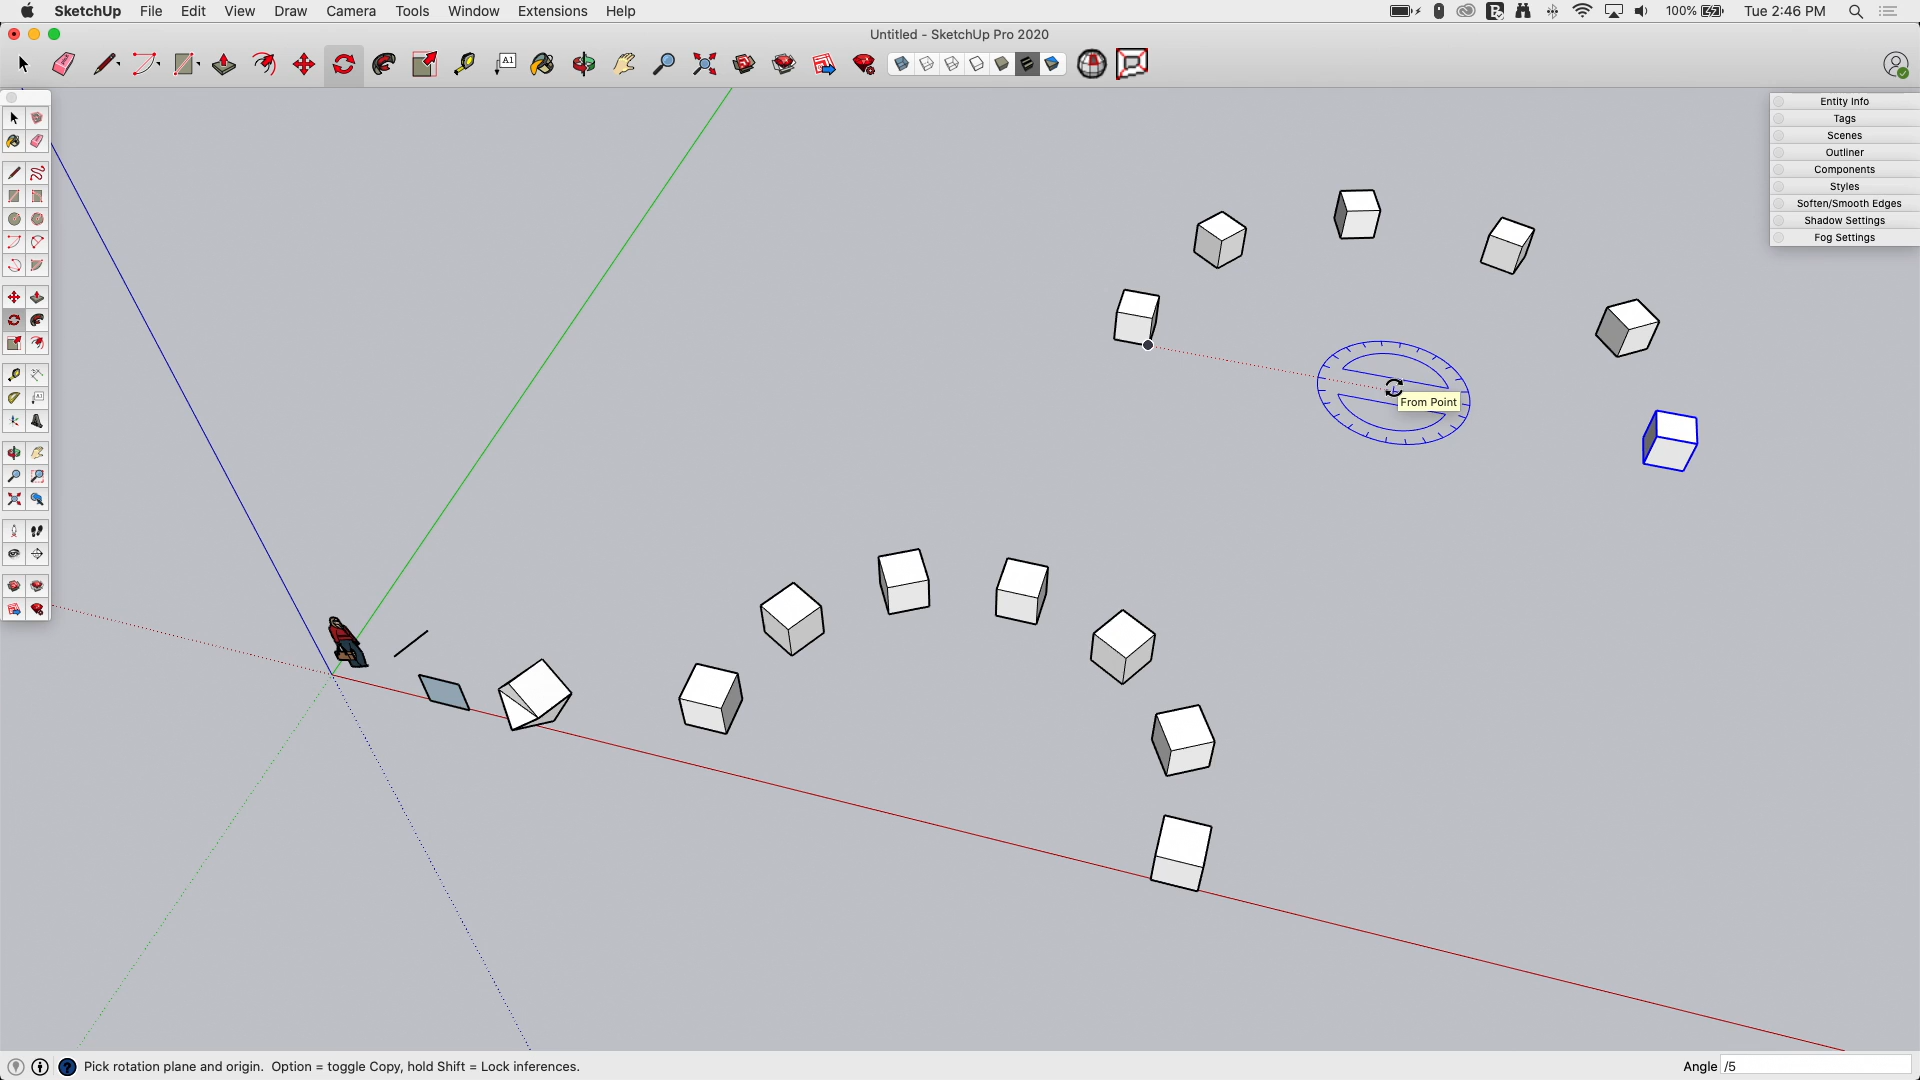 SketchUp File Edit View Draw Camera Tools Window Extensions Help 100% Tue 2:46 PM
Untitled - SketchUp Pro 2020
A1
Entity Info
Tags
Scenes
Outliner
Components
Styles
Soften/Smooth Edges
Shadow Settings
Fog Settings
From Point
Pick rotation plane and origin. Option = toggle Copy, hold Shift = Lock inferences. Angle /5